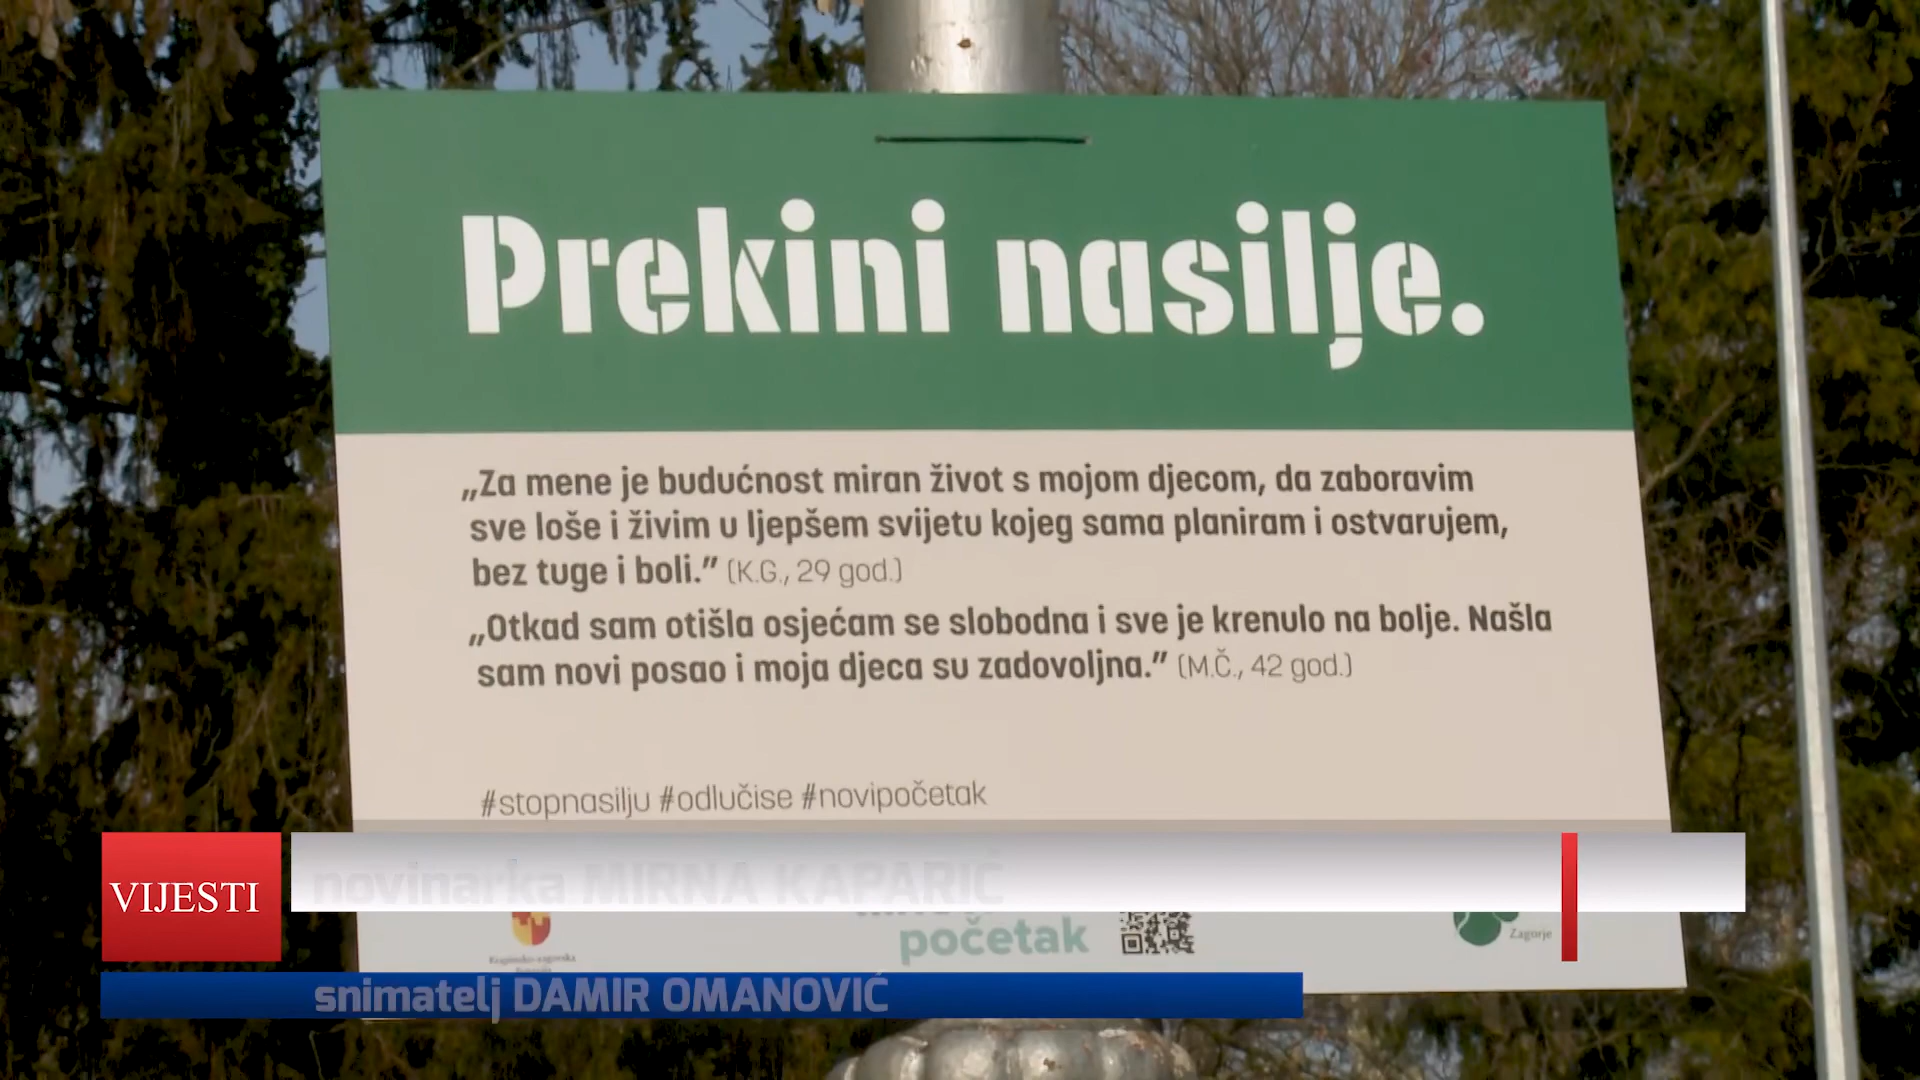 Prekini nasilje.
„Za mene je budućnost miran život s mojom djecom, da zaboravim
sve loše i živim u ljepšem svijetu kojeg sama planiram i ostvarujem,
bez tuge i boli.” (K.G., 29 god.)
„Otkad sam otišla osjećam se slobodna i sve je krenulo na bolje. Našla
sam novi posao i moja djeca su zadovoljna.” (M.Č., 42 god.)
#stopnasilju #odlučise #novipočetak
VIJESTI
novinarka MIRNA KAPARIĆ
početak
Krapinsko-zagorska
Zagorje
snimatelj DAMIR OMANOVIĆ